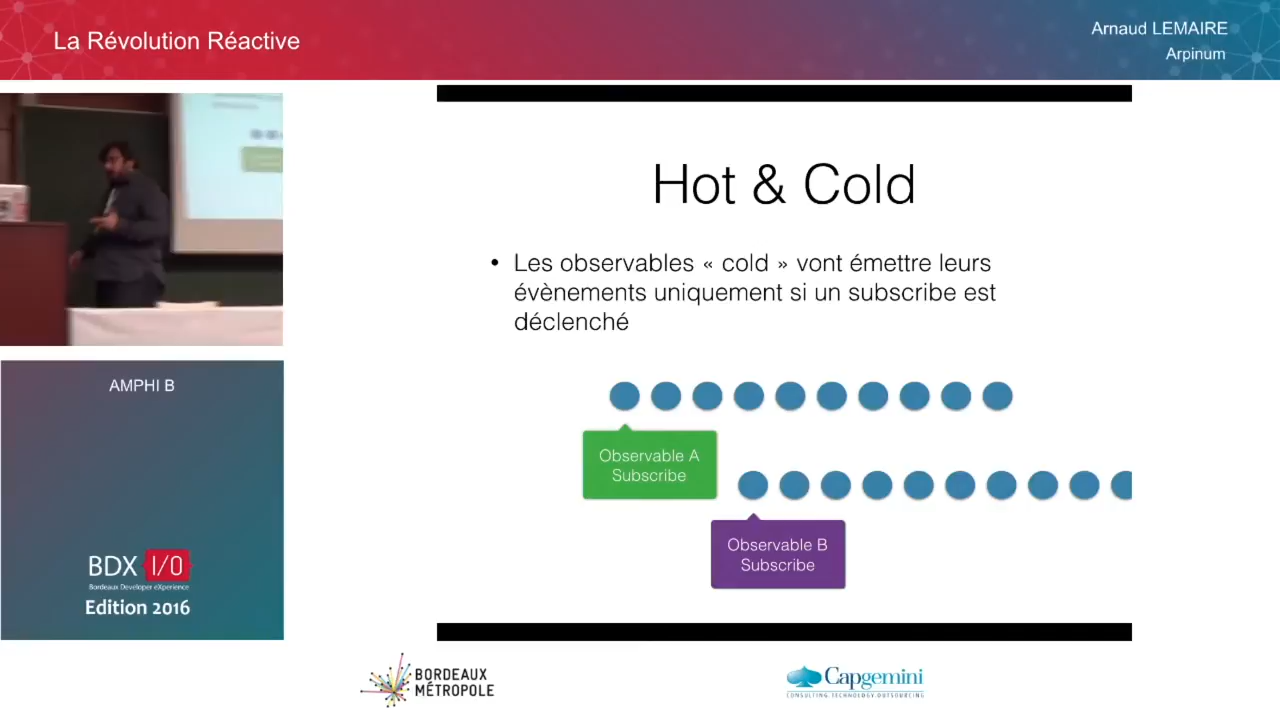 La Révolution Réactive
Arnaud LEMAIRE
Arpinum
Hot & Cold
• Les observables « cold » vont émettre leurs
évènements uniquement si un subscribe est
déclenché
Observable A
Subscribe
Observable B
Subscribe
AMPHI B
BDX I/O
Bordeaux Developer eXperience
Edition 2016
BORDEAUX
MÉTROPOLE
Capgemini
CONSULTING.TECHNOLOGY.OUTSOURCING